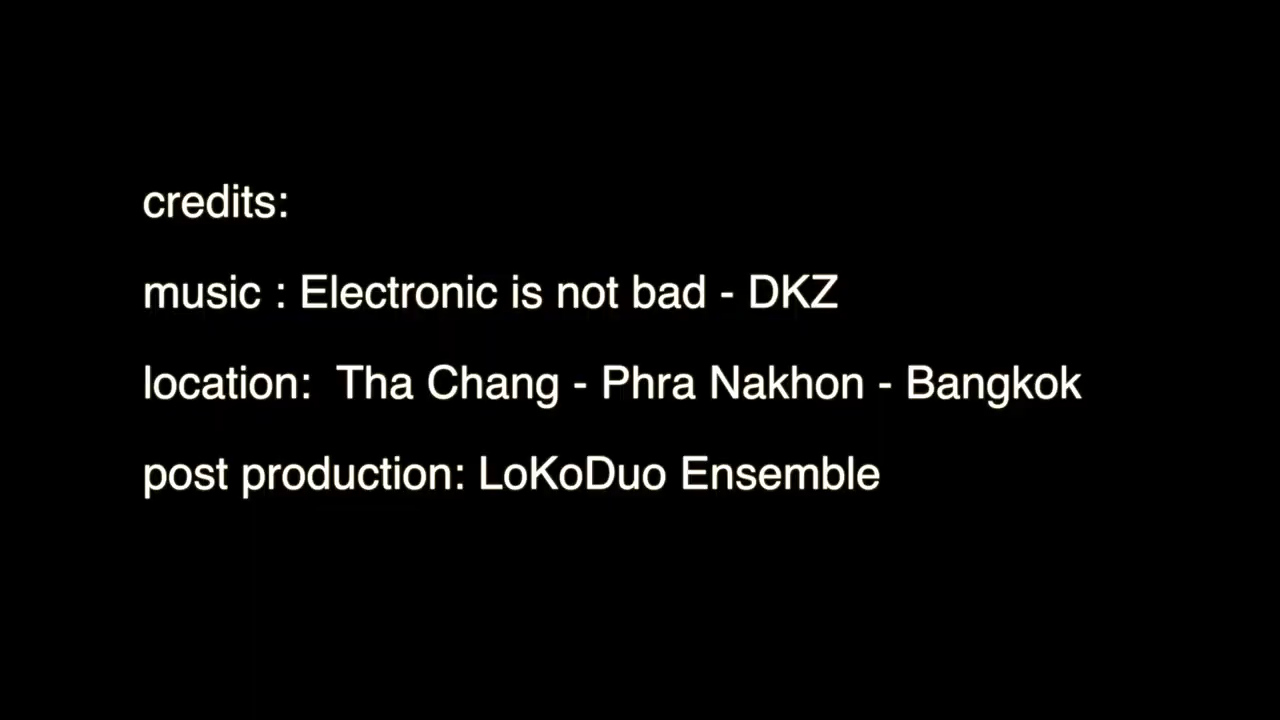 credits:
music : Electronic is not bad - DKZ
location:  Tha Chang - Phra Nakhon - Bangkok
post production: LoKoDuo Ensemble